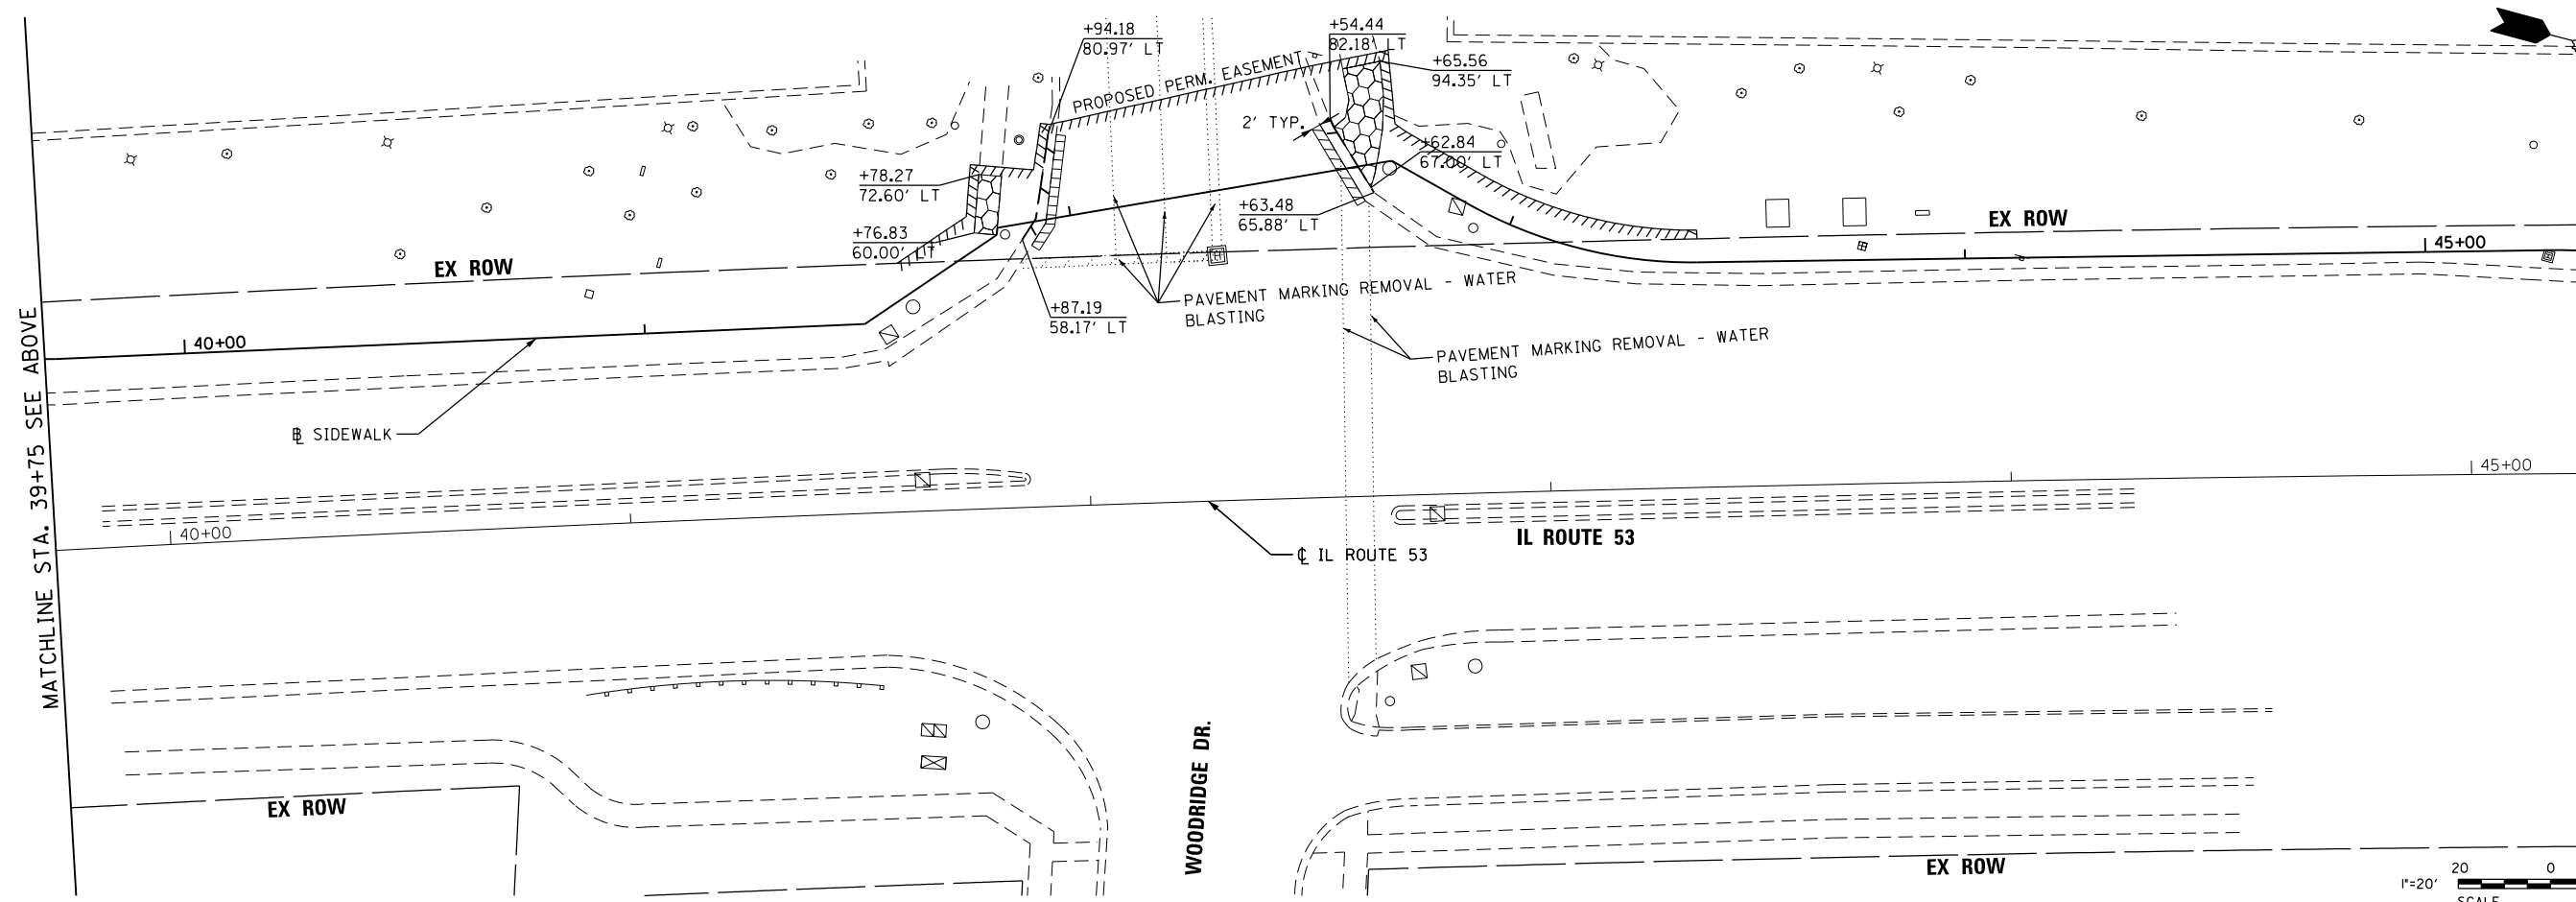 +94.18
80.97' LT
+54.44
82.18' LT
+65.56
94.35' LT
PROPOSED PERM. EASEMENT
2' TYP.
+62.84
67.00' LT
+78.27
72.60' LT
+63.48
65.88' LT
+76.83
60.00' LT
EX ROW
EX ROW
45+00
+87.19
58.17' LT
PAVEMENT MARKING REMOVAL - WATER
BLASTING
PAVEMENT MARKING REMOVAL - WATER
BLASTING
40+00
MATCHLINE STA. 39+75 SEE ABOVE
BL SIDEWALK
45+00
40+00
IL ROUTE 53
CL IL ROUTE 53
WOODRIDGE DR.
EX ROW
EX ROW
20 0
1"=20'
SCALE